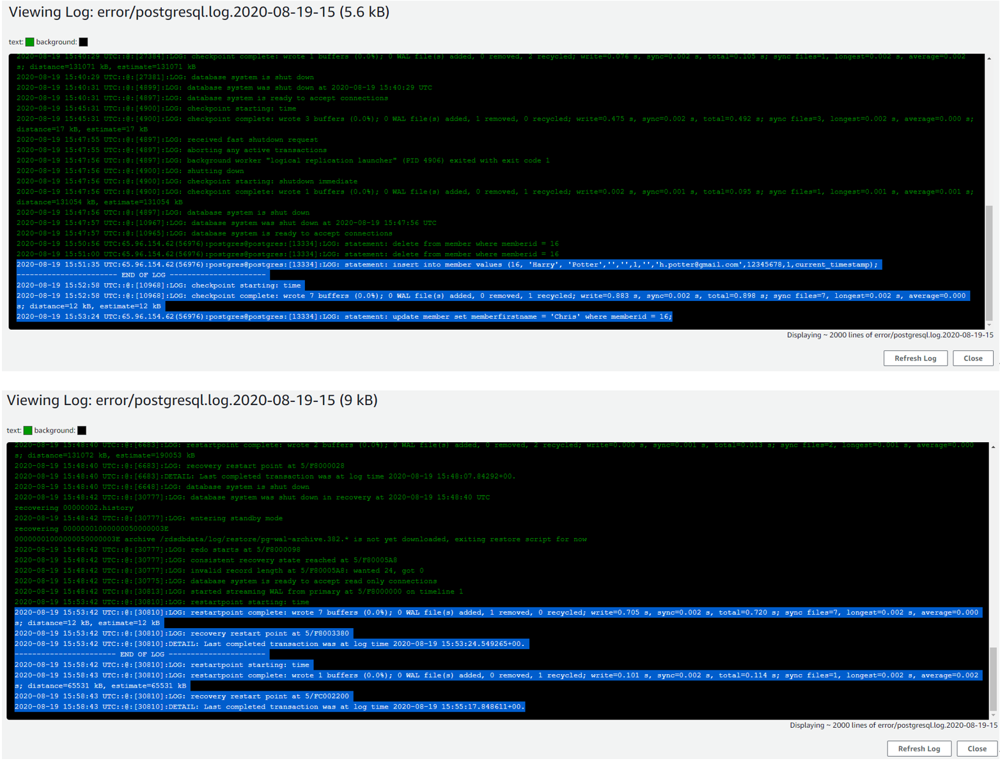 Viewing Log: error/postgresql.log.2020-08-19-15 (5.6 kB)
text: background:
2020-08-19 15:40:29 UTC::@:[27384]:LOG: checkpoint complete: wrote 1 buffers (0.0%); 0 WAL file(s) added, 0 removed, 2 recycled; write=0.076 s, sync=0.002 s, total=0.105 s; sync files=1, longest=0.002 s, average=0.002
s; distance=131071 kB, estimate=131071 kB
2020-08-19 15:40:29 UTC::@:[27381]:LOG: database system is shut down
2020-08-19 15:40:31 UTC::@:[4899]:LOG: database system was shut down at 2020-08-19 15:40:29 UTC
2020-08-19 15:40:31 UTC::@:[4897]:LOG: database system is ready to accept connections
2020-08-19 15:45:31 UTC::@:[4900]:LOG: checkpoint starting: time
2020-08-19 15:45:31 UTC::@:[4900]:LOG: checkpoint complete: wrote 3 buffers (0.0%); 0 WAL file(s) added, 1 removed, 0 recycled; write=0.475 s, sync=0.002 s, total=0.492 s; sync files=3, longest=0.002 s, average=0.000 s;
distance=17 kB, estimate=17 kB
2020-08-19 15:47:55 UTC::@:[4897]:LOG: received fast shutdown request
2020-08-19 15:47:55 UTC::@:[4897]:LOG: aborting any active transactions
2020-08-19 15:47:56 UTC::@:[4897]:LOG: background worker "logical replication launcher" (PID 4906) exited with exit code 1
2020-08-19 15:47:56 UTC::@:[4900]:LOG: shutting down
2020-08-19 15:47:56 UTC::@:[4900]:LOG: checkpoint starting: shutdown immediate
2020-08-19 15:47:56 UTC::@:[4900]:LOG: checkpoint complete: wrote 1 buffers (0.0%); 0 WAL file(s) added, 0 removed, 1 recycled; write=0.002 s, sync=0.001 s, total=0.095 s; sync files=1, longest=0.001 s, average=0.001 s;
distance=131054 kB, estimate=131054 kB
2020-08-19 15:47:56 UTC::@:[4897]:LOG: database system is shut down
2020-08-19 15:47:57 UTC::@:[10967]:LOG: database system was shut down at 2020-08-19 15:47:56 UTC
2020-08-19 15:47:57 UTC::@:[10965]:LOG: database system is ready to accept connections
2020-08-19 15:50:56 UTC:65.96.154.62(56976):postgres@postgres:[13334]:LOG: statement: delete from member where memberid = 16
2020-08-19 15:51:00 UTC:65.96.154.62(56976):postgres@postgres:[13334]:LOG: statement: delete from member where memberid = 16
2020-08-19 15:51:35 UTC:65.96.154.62(56976):postgres@postgres:[13334]:LOG: statement: insert into member values (16, 'Harry', 'Potter','','',1,'','h.potter@gmail.com',12345678,1,current_timestamp);
----------------------- END OF LOG ----------------------
2020-08-19 15:52:58 UTC::@:[10968]:LOG: checkpoint starting: time
2020-08-19 15:52:58 UTC::@:[10968]:LOG: checkpoint complete: wrote 7 buffers (0.0%); 0 WAL file(s) added, 0 removed, 1 recycled; write=0.883 s, sync=0.002 s, total=0.898 s; sync files=7, longest=0.002 s, average=0.000
s; distance=12 kB, estimate=12 kB
2020-08-19 15:53:24 UTC:65.96.154.62(56976):postgres@postgres:[13334]:LOG: statement: update member set memberfirstname = 'Chris' where memberid = 16;
Displaying ~ 2000 lines of error/postgresql.log.2020-08-19-15
Refresh Log Close
Viewing Log: error/postgresql.log.2020-08-19-15 (9 kB)
text: background:
2020-08-19 15:48:40 UTC::@:[6683]:LOG: restartpoint complete: wrote 2 buffers (0.0%); 0 WAL file(s) added, 0 removed, 2 recycled; write=0.000 s, sync=0.001 s, total=0.013 s; sync files=2, longest=0.001 s, average=0.000
s; distance=131072 kB, estimate=190053 kB
2020-08-19 15:48:40 UTC::@:[6683]:LOG: recovery restart point at 5/F8000028
2020-08-19 15:48:40 UTC::@:[6683]:DETAIL: Last completed transaction was at log time 2020-08-19 15:48:07.84292+00.
2020-08-19 15:48:40 UTC::@:[6648]:LOG: database system is shut down
2020-08-19 15:48:42 UTC::@:[30777]:LOG: database system was shut down in recovery at 2020-08-19 15:48:40 UTC
recovering 00000002.history
2020-08-19 15:48:42 UTC::@:[30777]:LOG: entering standby mode
recovering 00000001000000050000003E
00000001000000050000003E archive /rdsdbdata/log/restore/pg-wal-archive.382.* is not yet downloaded, exiting restore script for now
2020-08-19 15:48:42 UTC::@:[30777]:LOG: redo starts at 5/F8000098
2020-08-19 15:48:42 UTC::@:[30777]:LOG: consistent recovery state reached at 5/F80005A8
2020-08-19 15:48:42 UTC::@:[30777]:LOG: invalid record length at 5/F80005A8: wanted 24, got 0
2020-08-19 15:48:42 UTC::@:[30775]:LOG: database system is ready to accept read only connections
2020-08-19 15:48:42 UTC::@:[30813]:LOG: started streaming WAL from primary at 5/F8000000 on timeline 1
2020-08-19 15:53:42 UTC::@:[30810]:LOG: restartpoint starting: time
2020-08-19 15:53:42 UTC::@:[30810]:LOG: restartpoint complete: wrote 7 buffers (0.0%); 0 WAL file(s) added, 1 removed, 0 recycled; write=0.705 s, sync=0.002 s, total=0.720 s; sync files=7, longest=0.002 s, average=0.000
s; distance=12 kB, estimate=12 kB
2020-08-19 15:53:42 UTC::@:[30810]:LOG: recovery restart point at 5/F8003380
2020-08-19 15:53:42 UTC::@:[30810]:DETAIL: Last completed transaction was at log time 2020-08-19 15:53:24.549265+00.
----------------------- END OF LOG ----------------------
2020-08-19 15:58:42 UTC::@:[30810]:LOG: restartpoint starting: time
2020-08-19 15:58:43 UTC::@:[30810]:LOG: restartpoint complete: wrote 1 buffers (0.0%); 0 WAL file(s) added, 0 removed, 1 recycled; write=0.101 s, sync=0.002 s, total=0.114 s; sync files=1, longest=0.002 s, average=0.002
s; distance=65531 kB, estimate=65531 kB
2020-08-19 15:58:43 UTC::@:[30810]:LOG: recovery restart point at 5/FC002200
2020-08-19 15:58:43 UTC::@:[30810]:DETAIL: Last completed transaction was at log time 2020-08-19 15:55:17.848611+00.
Displaying ~ 2000 lines of error/postgresql.log.2020-08-19-15
Refresh Log Close